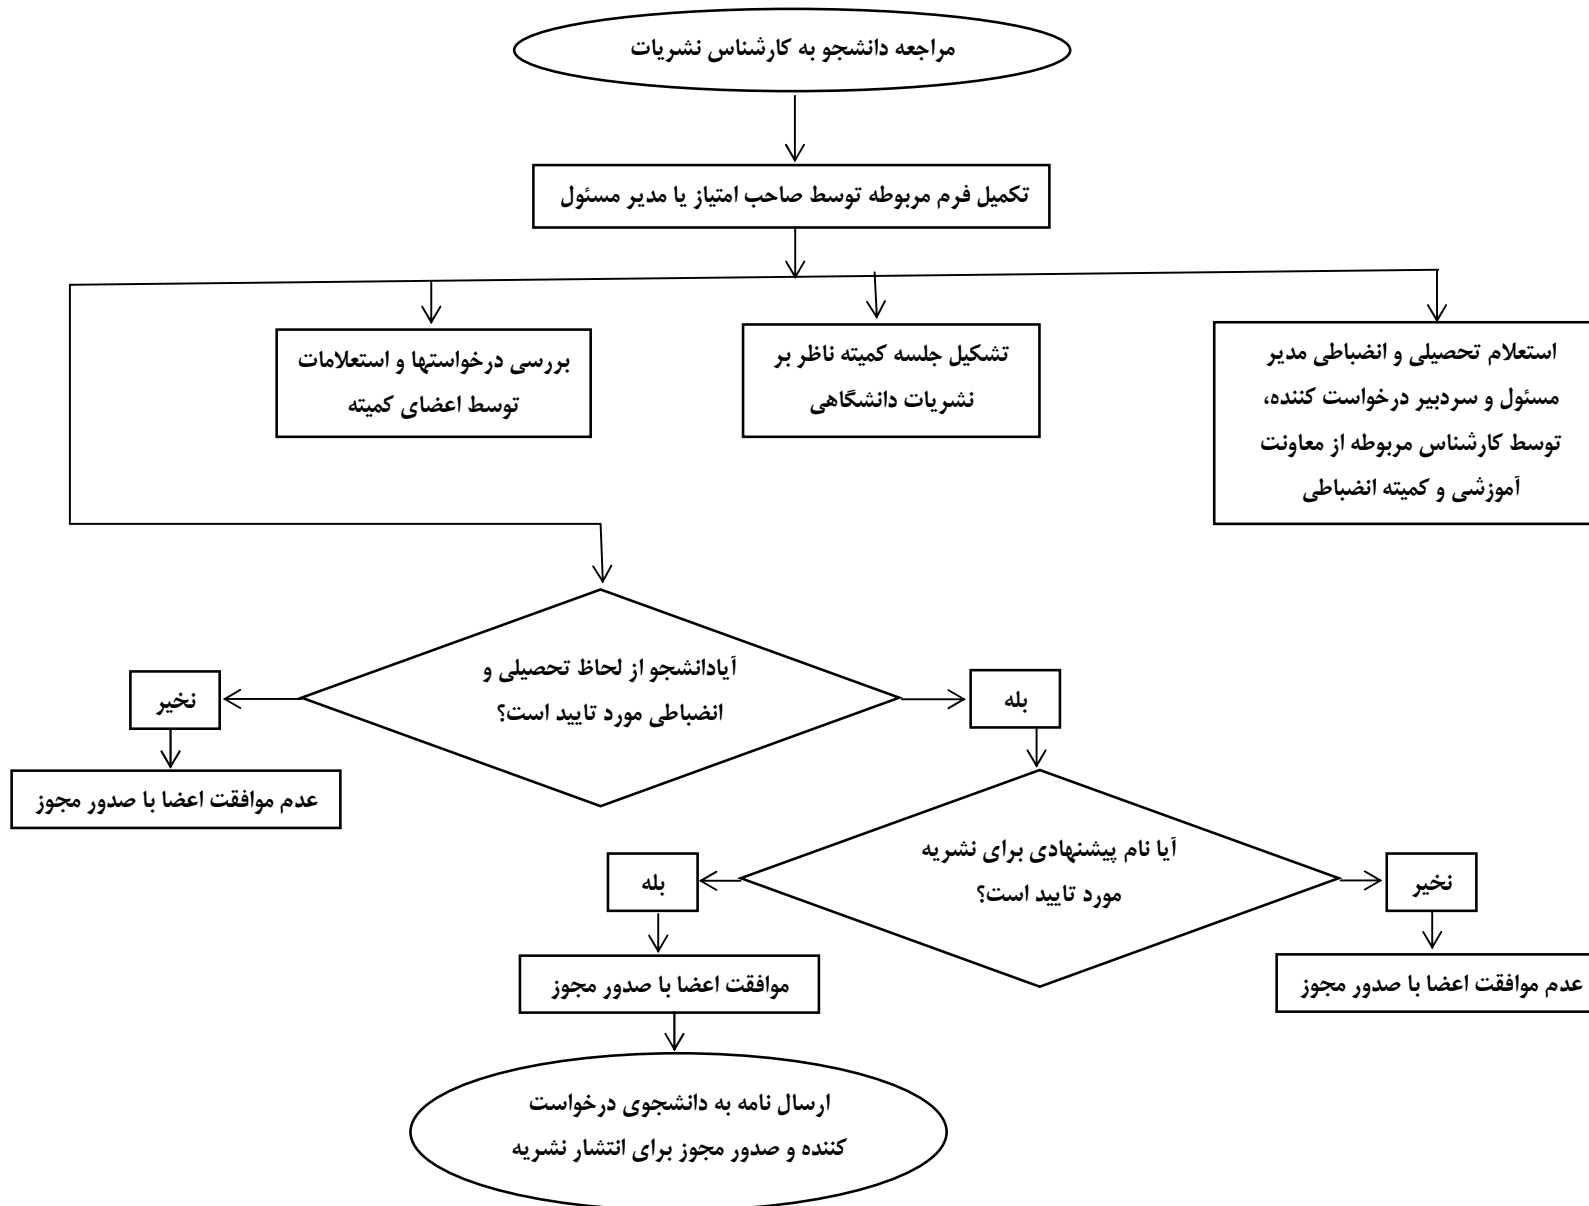 مراجعه دانشجو به کارشناس نشریات
تکمیل فرم مربوطه توسط صاحب امتیاز یا مدیر مسئول
استعلام تحصیلی و انضباطی مدیر
مسئول و سردبیر درخواست کننده،
توسط کارشناس مربوطه از معاونت
آموزشی و کمیته انضباطی
تشکیل جلسه کمیته ناظر بر
نشریات دانشگاهی
بررسی درخواستها و استعلامات
توسط اعضای کمیته
آیادانشجو از لحاظ تحصیلی و
انضباطی مورد تایید است؟
بله
نخیر
عدم موافقت اعضا با صدور مجوز
آیا نام پیشنهادی برای نشریه
مورد تایید است؟
نخیر
بله
عدم موافقت اعضا با صدور مجوز
موافقت اعضا با صدور مجوز
ارسال نامه به دانشجوی درخواست
کننده و صدور مجوز برای انتشار نشریه